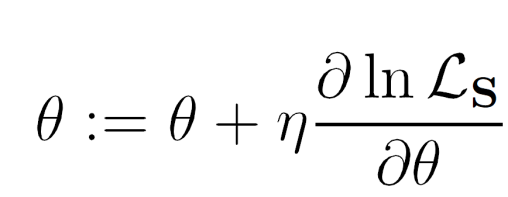 θ := θ + η ∂ ln ℒ_S / ∂θ